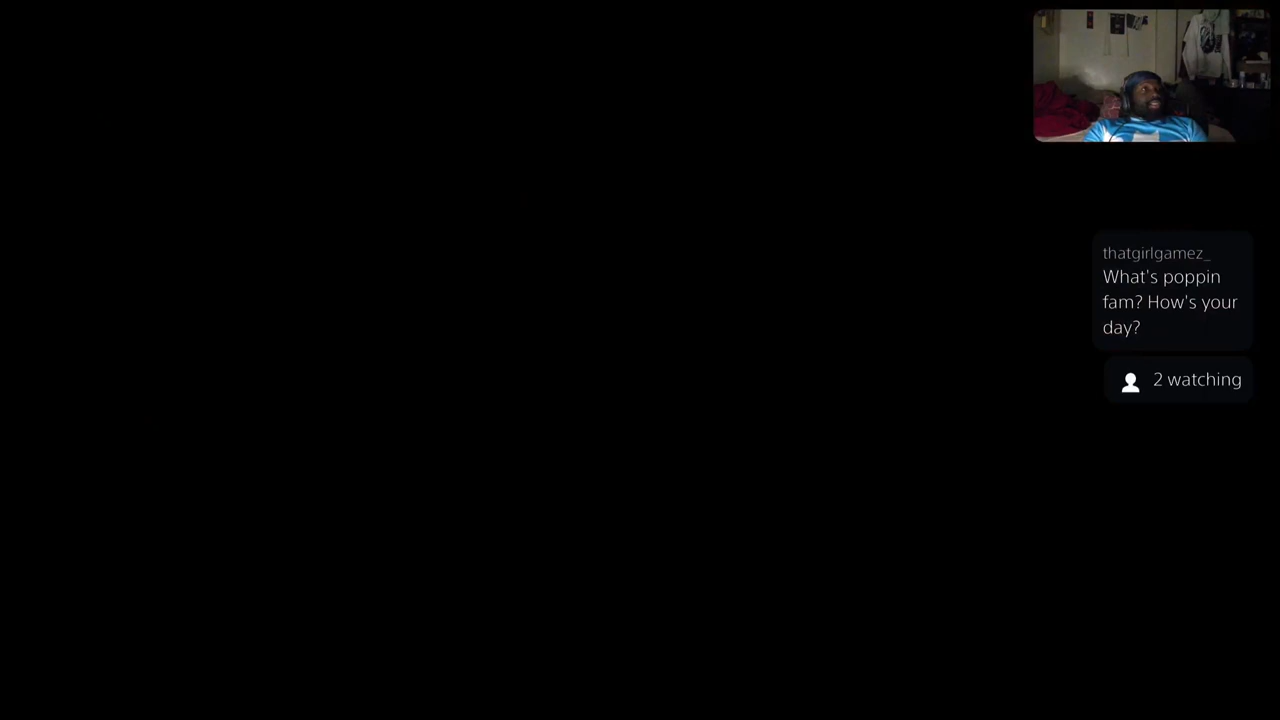 thatgirlgamez_
What's poppin
fam? How's your
day?
2 watching